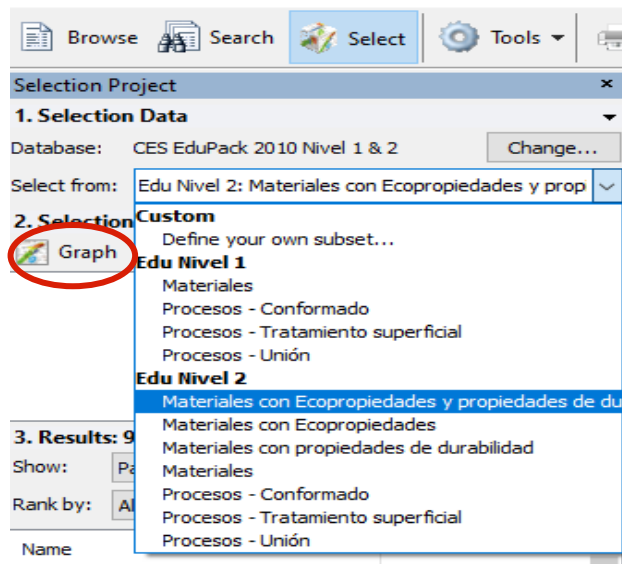 Browse Search Select Tools
Selection Project
1. Selection Data
Database: CES EduPack 2010 Nivel 1 & 2 Change...
Select from: Edu Nivel 2: Materiales con Ecopropiedades y propi
2. Selection Custom
Define your own subset...
Graph Edu Nivel 1
Materiales
Procesos - Conformado
Procesos - Tratamiento superficial
Procesos - Unión
Edu Nivel 2
Materiales con Ecopropiedades y propiedades de du
Materiales con Ecopropiedades
3. Results: 9 Materiales con propiedades de durabilidad
Show: Pa Materiales
Procesos - Conformado
Rank by: Al Procesos - Tratamiento superficial
Name Procesos - Unión